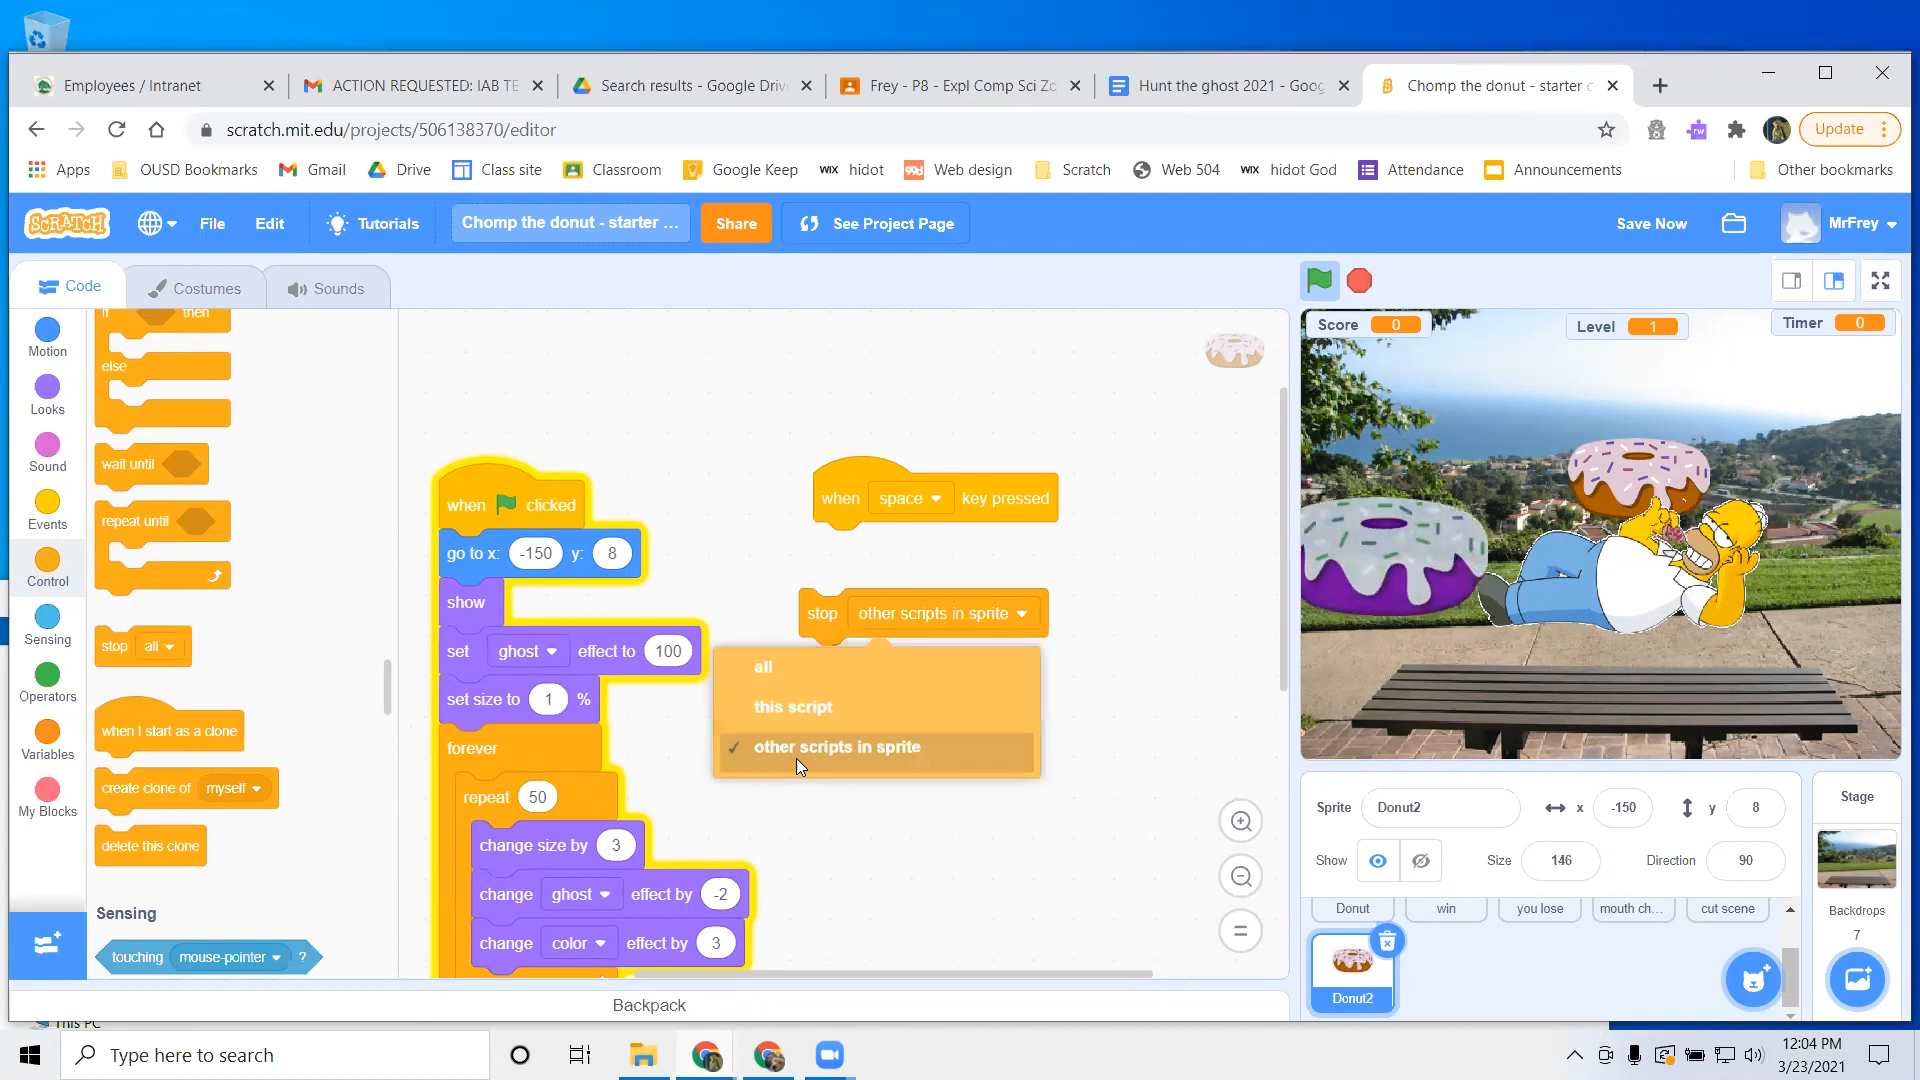 Employees / Intranet
ACTION REQUESTED: IAB TE
Search results - Google Drive
Frey - P8 - Expl Comp Sci Zo
Hunt the ghost 2021 - Goog
Chomp the donut - starter c
scratch.mit.edu/projects/506138370/editor
Update
Apps
OUSD Bookmarks
Gmail
Drive
Class site
Classroom
Google Keep
WIX hidot
99d Web design
Scratch
Web 504
WIX hidot God
Attendance
Announcements
Other bookmarks
SCRATCH
File
Edit
Tutorials
Chomp the donut - starter ...
Share
See Project Page
Save Now
MrFrey
Code
Costumes
Sounds
Motion
Looks
Sound
Events
Control
Sensing
Operators
Variables
My Blocks
if then
else
wait until
repeat until
stop all
when I start as a clone
create clone of myself
delete this clone
Sensing
touching mouse-pointer ?
when clicked
go to x: -150 y: 8
show
set ghost effect to 100
set size to 1 %
forever
repeat 50
change size by 3
change ghost effect by -2
change color effect by 3
when space key pressed
stop other scripts in sprite
all
this script
✓ other scripts in sprite
Backpack
Score 0
Level 1
Timer 0
Sprite Donut2 x -150 y 8
Show Size 146 Direction 90
Donut
win
you lose
mouth ch...
cut scene
Donut2
Stage
Backdrops
7
This PC
Type here to search
12:04 PM
3/23/2021